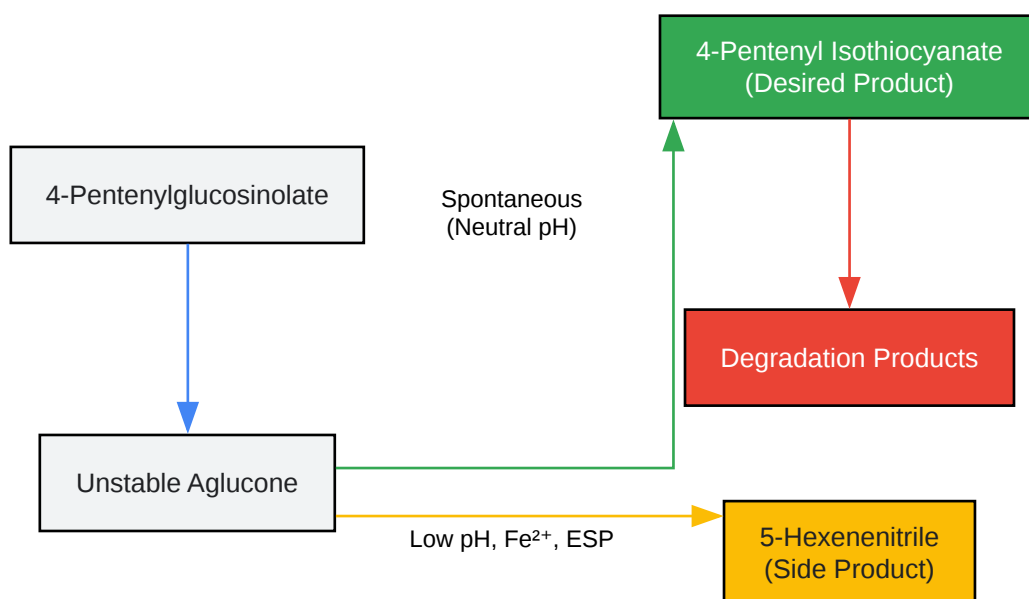 4-Pentenyl Isothiocyanate
(Desired Product)
4-Pentenylglucosinolate
Spontaneous
(Neutral pH)
Degradation Products
Unstable Aglucone
Low pH, Fe²⁺, ESP
5-Hexenenitrile
(Side Product)